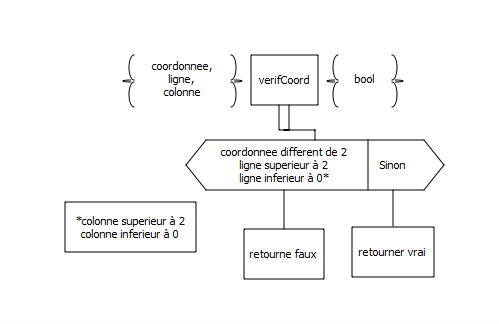 coordonnee,
ligne,
colonne
verifCoord
bool
coordonnee different de 2
ligne superieur à 2
ligne inferieur à 0*
Sinon
*colonne superieur à 2
colonne inferieur à 0
retourne faux
retourner vrai